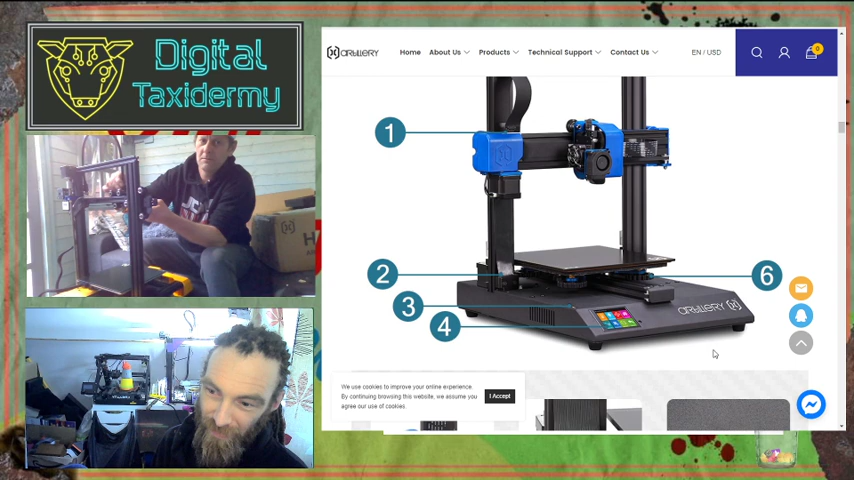 Digital
Taxidermy
ARTILLERY
Home
About Us
Products
Technical Support
Contact Us
EN / USD
0
1
2
3
4
6
ARTILLERY
We use cookies to improve your online experience.
By continuing browsing this website, we assume you
agree our use of cookies.
I Accept